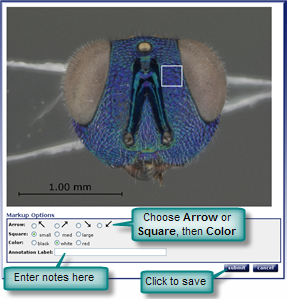 1.00 mm
Markup Options
Arrow:
Square: small med large
Color: black white red
Annotation Label:
Choose Arrow or
Square, then Color
Enter notes here
Click to save
submit cancel